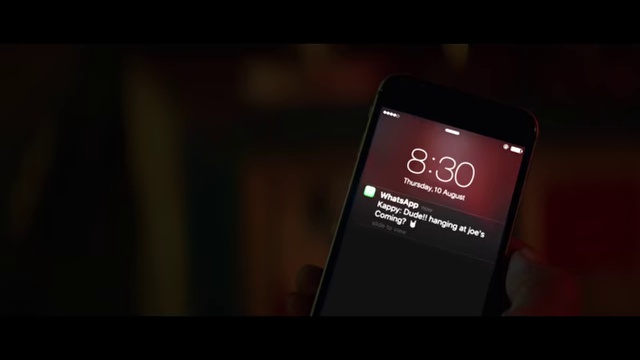 8:30
Thursday, 10 August
WhatsApp now
Kappy: Dude!! hanging at joe's
Coming? 🤘
slide to view